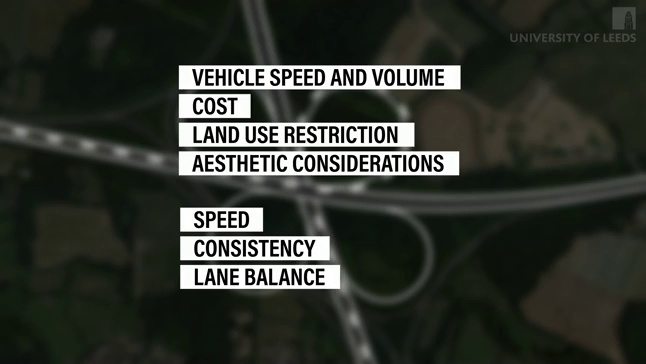 UNIVERSITY OF LEEDS
VEHICLE SPEED AND VOLUME
COST
LAND USE RESTRICTION
AESTHETIC CONSIDERATIONS
SPEED
CONSISTENCY
LANE BALANCE